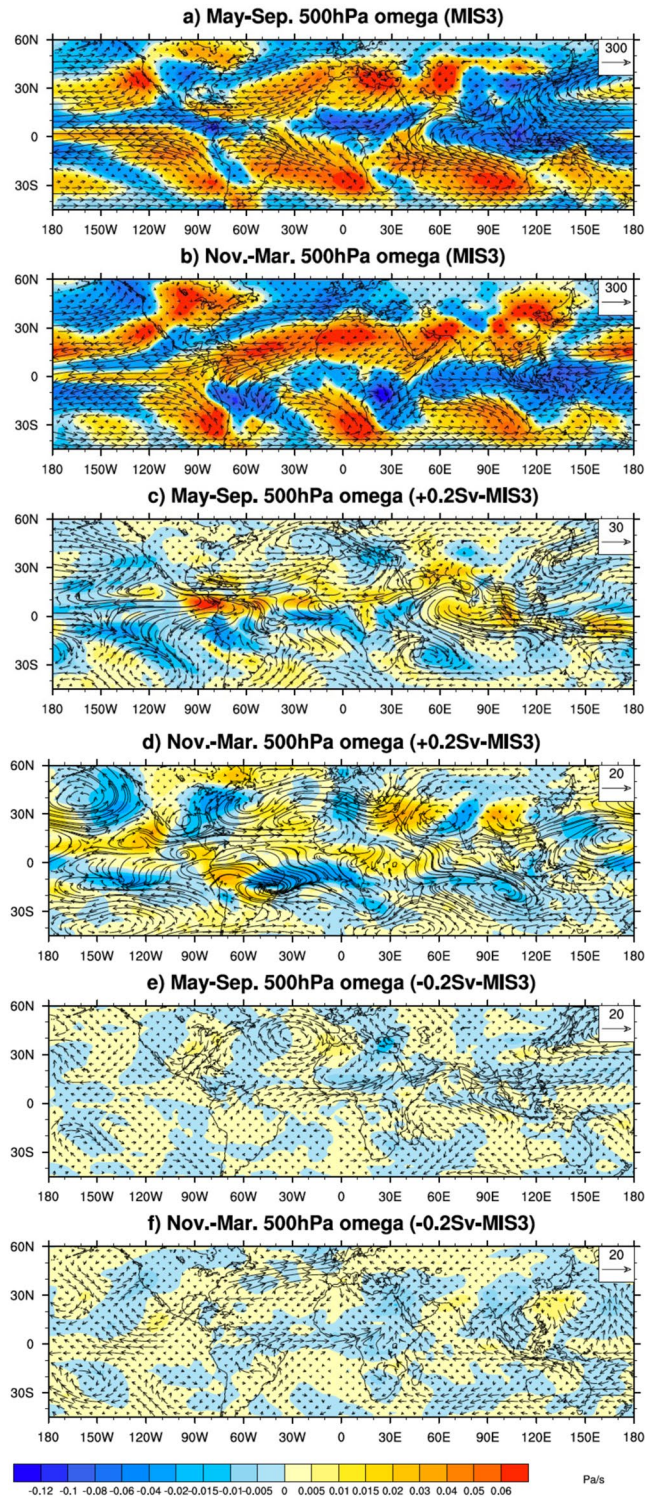 a) May-Sep. 500hPa omega (MIS3)
60N
300
30N
0
30S
180 150W 120W 90W 60W 30W 0 30E 60E 90E 120E 150E 180
b) Nov.-Mar. 500hPa omega (MIS3)
60N
300
30N
0
30S
180 150W 120W 90W 60W 30W 0 30E 60E 90E 120E 150E 180
c) May-Sep. 500hPa omega (+0.2Sv-MIS3)
60N
30
30N
0
30S
180 150W 120W 90W 60W 30W 0 30E 60E 90E 120E 150E 180
d) Nov.-Mar. 500hPa omega (+0.2Sv-MIS3)
60N
20
30N
0
30S
180 150W 120W 90W 60W 30W 0 30E 60E 90E 120E 150E 180
e) May-Sep. 500hPa omega (-0.2Sv-MIS3)
60N
20
30N
0
30S
180 150W 120W 90W 60W 30W 0 30E 60E 90E 120E 150E 180
f) Nov.-Mar. 500hPa omega (-0.2Sv-MIS3)
60N
20
30N
0
30S
180 150W 120W 90W 60W 30W 0 30E 60E 90E 120E 150E 180
-0.12 -0.1 -0.08 -0.06 -0.04 -0.02 -0.015 -0.01 -0.005 0 0.005 0.01 0.015 0.02 0.03 0.04 0.05 0.06
Pa/s